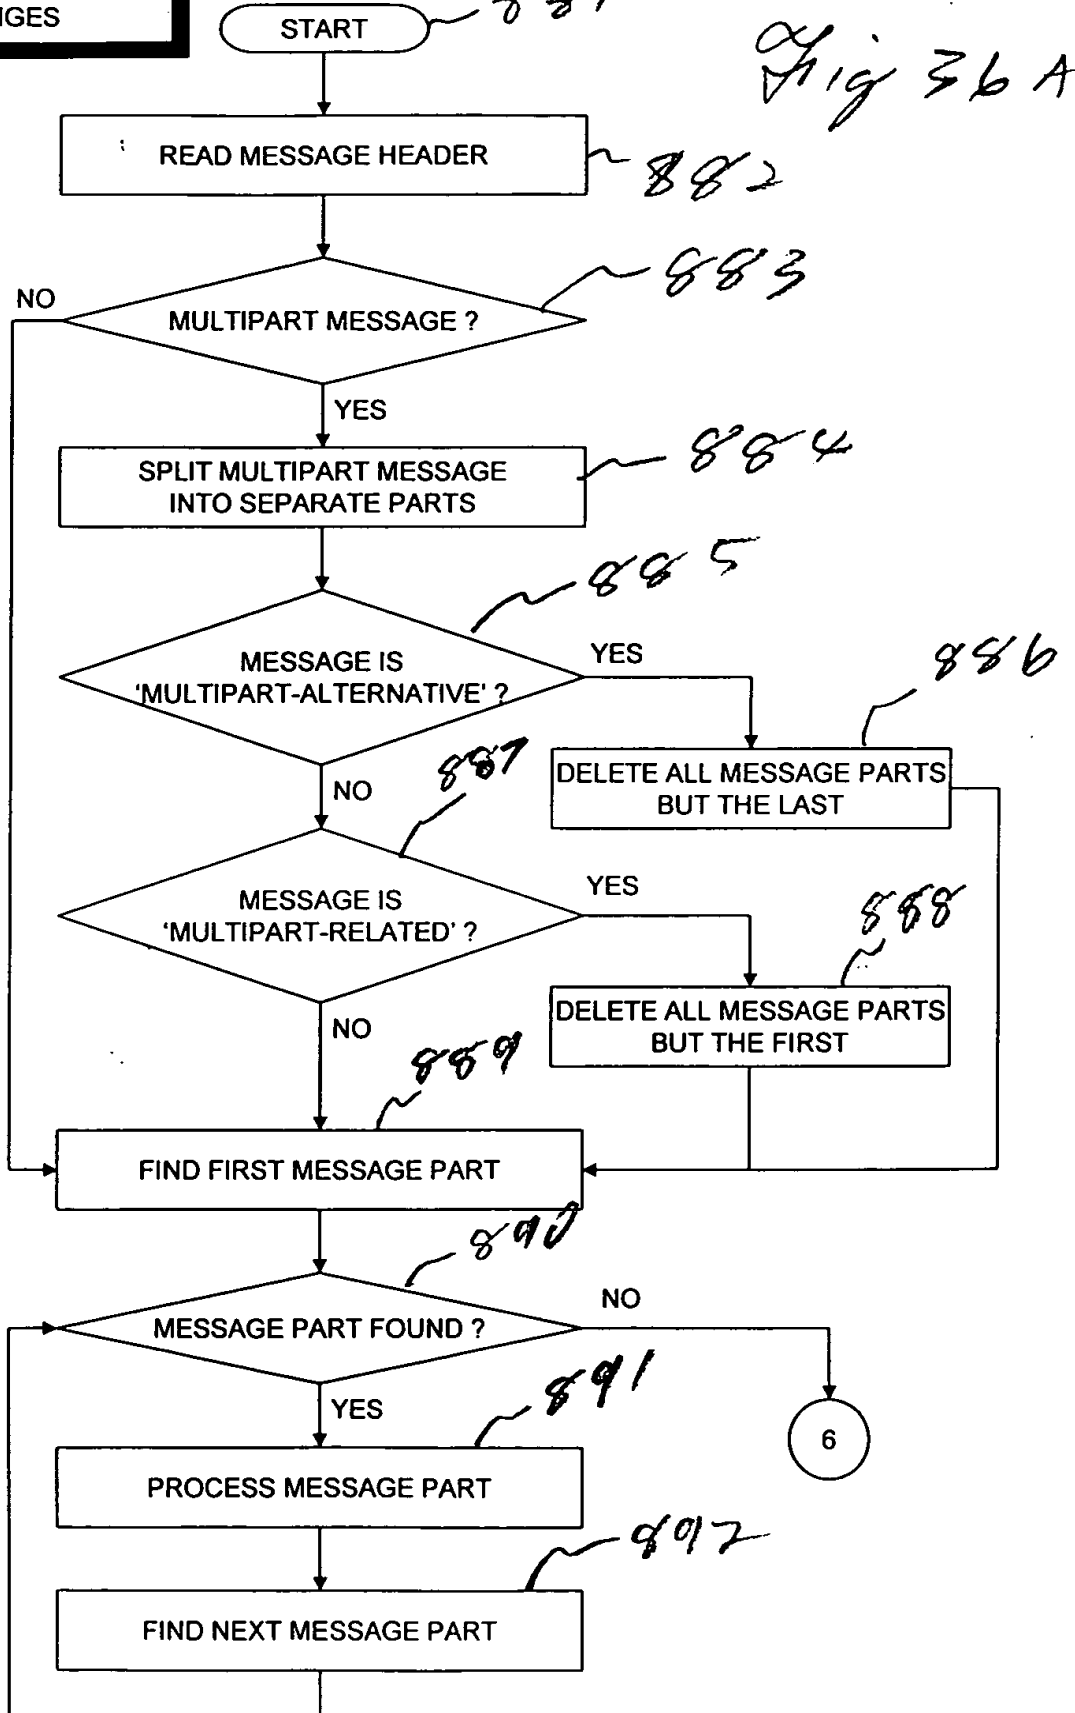 START
Fig 36 A
READ MESSAGE HEADER
882
883
NO
MULTIPART MESSAGE ?
YES
884
SPLIT MULTIPART MESSAGE
INTO SEPARATE PARTS
885
MESSAGE IS
'MULTIPART-ALTERNATIVE' ?
YES
886
887
NO
DELETE ALL MESSAGE PARTS
BUT THE LAST
MESSAGE IS
'MULTIPART-RELATED' ?
YES
888
NO
DELETE ALL MESSAGE PARTS
BUT THE FIRST
889
FIND FIRST MESSAGE PART
890
MESSAGE PART FOUND ?
NO
YES
891
6
PROCESS MESSAGE PART
892
FIND NEXT MESSAGE PART